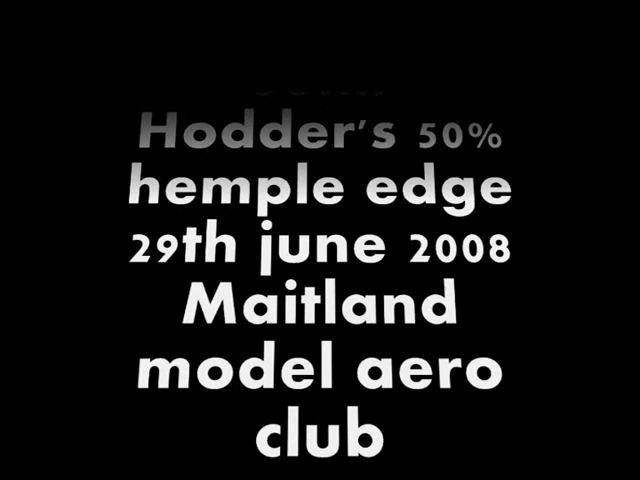 Hodder's 50%
hemple edge
29th june 2008
Maitland
model aero
club